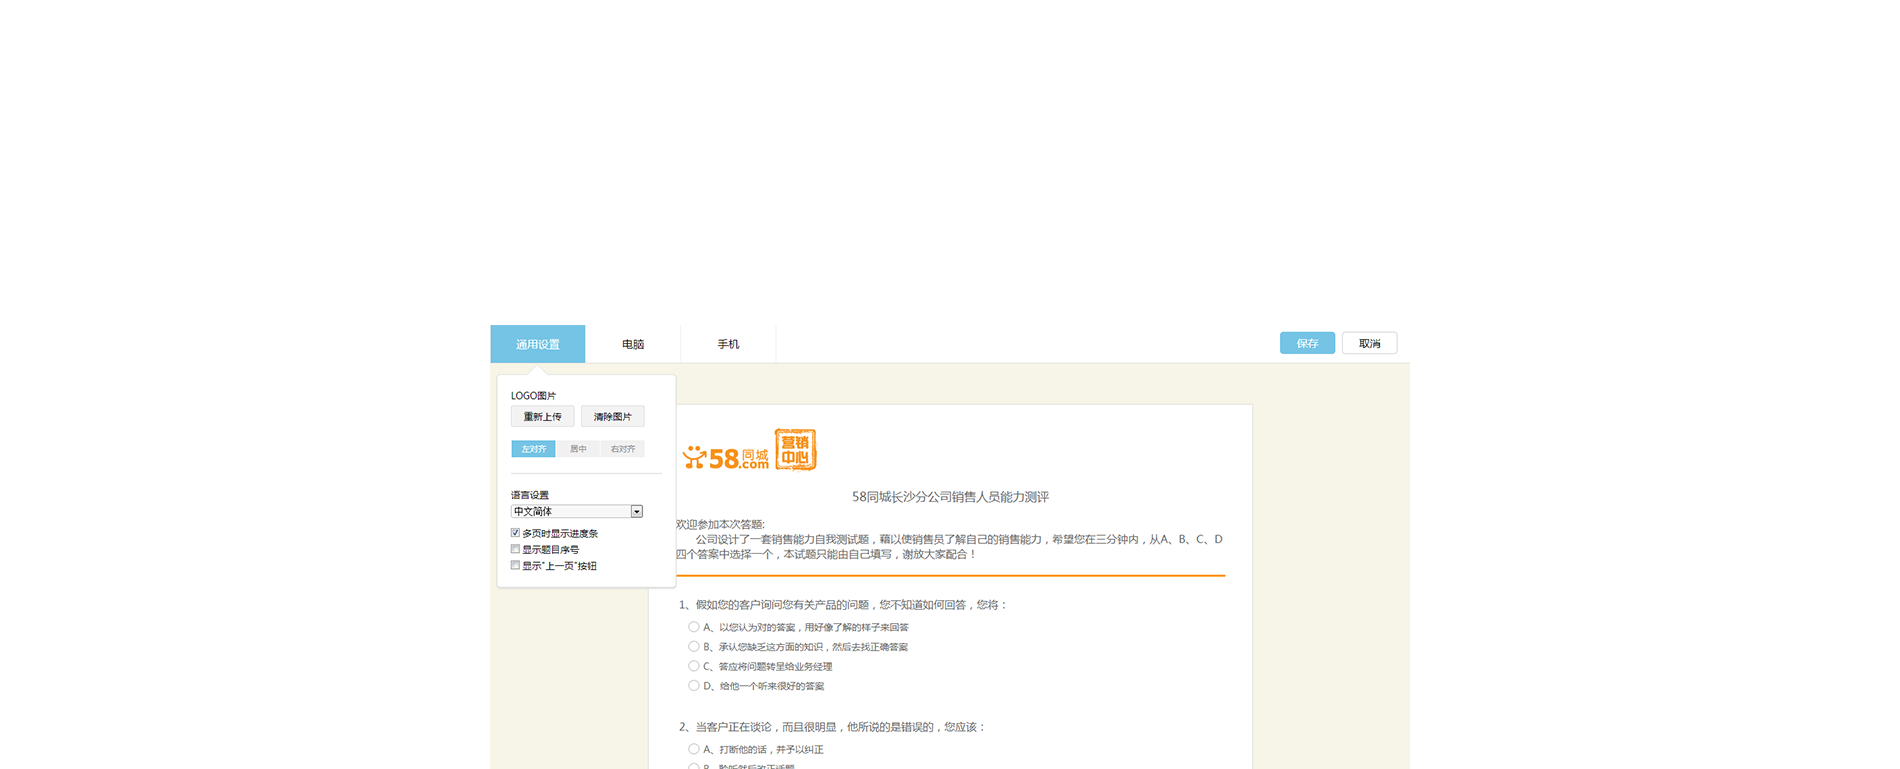 通用设置
电脑
手机
保存
取消
LOGO图片
重新上传
清除图片
左对齐
居中
右对齐
语言设置
中文简体
多页时显示进度条
显示题目序号
显示"上一页"按钮
58同城.com
营销
中心
58同城长沙分公司销售人员能力测评
欢迎参加本次答题:
公司设计了一套销售能力自我测试题，藉以使销售员了解自己的销售能力，希望您在三分钟内，从A、B、C、D
四个答案中选择一个，本试题只能由自己填写，谢放大家配合！
1、假如您的客户询问您有关产品的问题，您不知道如何回答，您将：
A、以您认为对的答案，用好像了解的样子来回答
B、承认您缺乏这方面的知识，然后去找正确答案
C、答应将问题转呈给业务经理
D、给他一个听来很好的答案
2、当客户正在谈论，而且很明显，他所说的是错误的，您应该：
A、打断他的话，并予以纠正
B、聆听然后改正话题